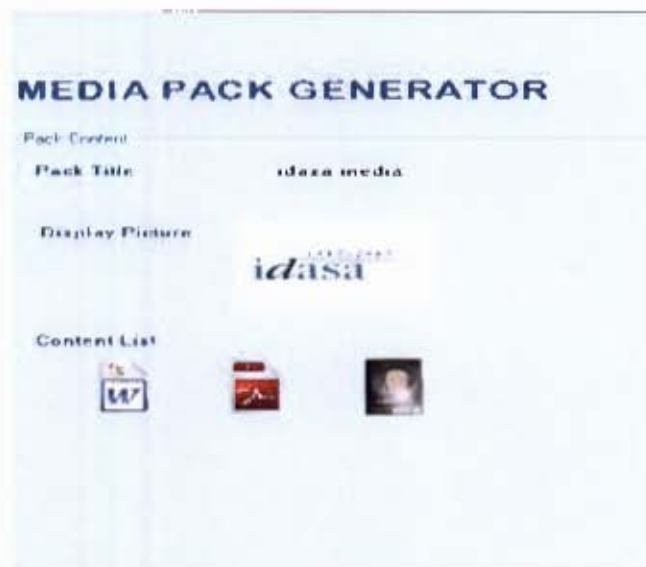 MEDIA PACK GENERATOR
Pack Content
Pack Title idasa media
Display Picture
idasa
Content List
W